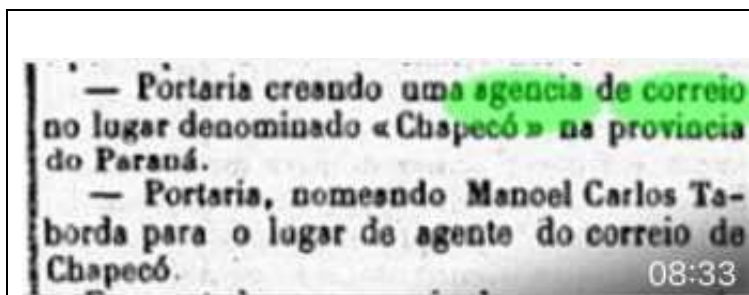 — Portaria creando uma agencia de correio
no lugar denominado «Chapecó» na provincia
do Paraná.
— Portaria, nomeando Manoel Carlos Ta-
borda para o lugar de agente do correio de
Chapecó.
08:33